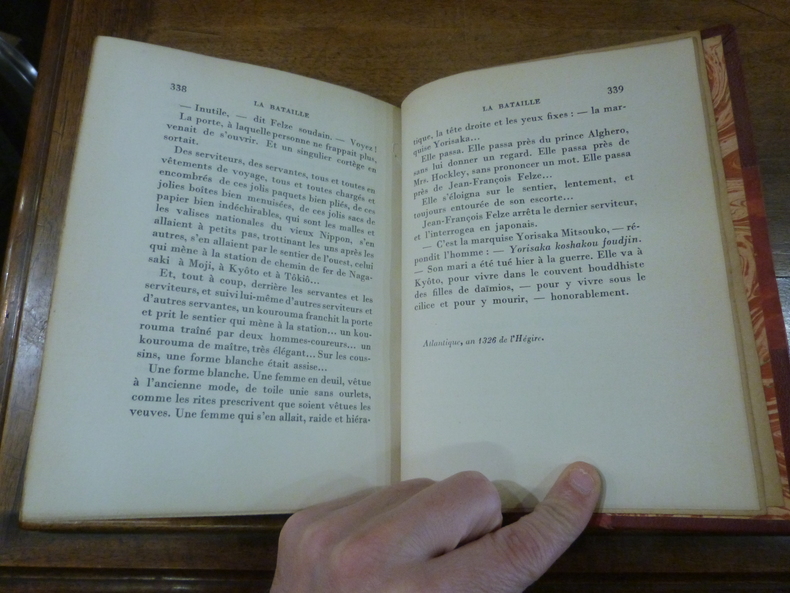 338
LA BATAILLE
— Inutile, — dit Felze soudain. — Voyez !
La porte, à laquelle personne ne frappait plus,
venait de s'ouvrir. Et un singulier cortège en
sortait.
Des serviteurs, des servantes, tous et toutes en
vêtements de voyage, tous et toutes chargés et
encombrés de ces jolis paquets bien pliés, de ces
jolies boîtes bien menuisées, de ces jolis sacs de
papier bien indéchirables, qui sont les malles et
les valises nationales du vieux Nippon, s'en
allaient à petits pas, trottinant les uns après les
autres, s'en allaient par le sentier de l'ouest, celui
qui mène à la station de chemin de fer de Naga-
saki à Moji, à Kyôto et à Tôkiô...
Et, tout à coup, derrière les servantes et les
serviteurs, et suivi lui-même d'autres serviteurs et
d'autres servantes, un kourouma franchit la porte
et prit le sentier qui mène à la station... un kou-
rouma traîné par deux hommes-coureurs... un
kourouma de maître, très élégant... Sur les cous-
sins, une forme blanche était assise...
Une forme blanche. Une femme en deuil, vêtue
à l'ancienne mode, de toile unie sans ourlets,
comme les rites prescrivent que soient vêtues les
veuves. Une femme qui s'en allait, raide et hiéra-
LA BATAILLE
339
tique, la tête droite et les yeux fixes : — la mar-
quise Yorisaka...
Elle passa. Elle passa près du prince Alghero,
sans lui donner un regard. Elle passa près de
Mrs. Hockley, sans prononcer un mot. Elle passa
près de Jean-François Felze...
Elle s'éloigna sur le sentier, lentement, et
toujours entourée de son escorte...
Jean-François Felze arrêta le dernier serviteur,
et l'interrogea en japonais.
— C'est la marquise Yorisaka Mitsouko, — ré-
pondit l'homme : — Yorisaka koshakou foudjin.
— Son mari a été tué hier à la guerre. Elle va à
Kyôto, pour vivre dans le couvent bouddhiste
des filles de daïmios, — pour y vivre sous le
cilice et pour y mourir, — honorablement.
Atlantique, an 1326 de l'Hégire.